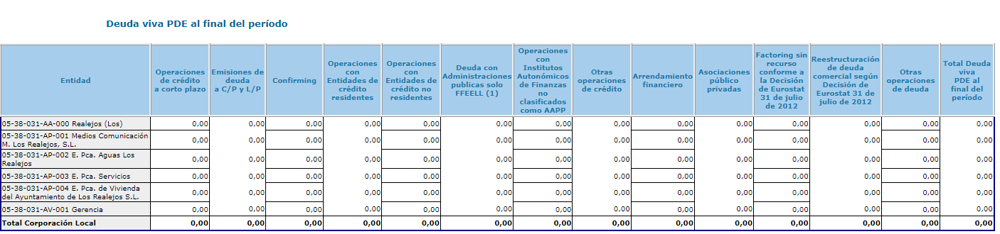 Deuda viva PDE al final del período
Entidad
Operaciones
de crédito
a corto plazo
Emisiones de
deuda
a C/P y L/P
Confirming
Operaciones
con
Entidades de
crédito
residentes
Operaciones
con
Entidades de
crédito no
residentes
Deuda con
Administraciones
publicas solo
FFEELL (1)
Operaciones
con
Institutos
Autonómicos
de Finanzas
no
clasificados
como AAPP
Otras
operaciones
de crédito
Arrendamiento
financiero
Asociaciones
público
privadas
Factoring sin
recurso
conforme a
la Decisión
de Eurostat
31 de julio
de 2012
Reestructuración
de deuda
comercial según
Decisión de
Eurostat 31 de
julio de 2012
Otras
operaciones
de deuda
Total Deuda
viva
PDE al
final del
período
05-38-031-AA-000 Realejos (Los) 0,00 0,00 0,00 0,00 0,00 0,00 0,00 0,00 0,00 0,00 0,00 0,00 0,00 0,00
05-38-031-AP-001 Medios Comunicación
M. Los Realejos, S.L. 0,00 0,00 0,00 0,00 0,00 0,00 0,00 0,00 0,00 0,00 0,00 0,00 0,00 0,00
05-38-031-AP-002 E. Pca. Aguas Los
Realejos 0,00 0,00 0,00 0,00 0,00 0,00 0,00 0,00 0,00 0,00 0,00 0,00 0,00 0,00
05-38-031-AP-003 E. Pca. Servicios 0,00 0,00 0,00 0,00 0,00 0,00 0,00 0,00 0,00 0,00 0,00 0,00 0,00 0,00
05-38-031-AP-004 E. Pca. de Vivienda
del Ayuntamiento de Los Realejos S.L. 0,00 0,00 0,00 0,00 0,00 0,00 0,00 0,00 0,00 0,00 0,00 0,00 0,00 0,00
05-38-031-AV-001 Gerencia 0,00 0,00 0,00 0,00 0,00 0,00 0,00 0,00 0,00 0,00 0,00 0,00 0,00 0,00
Total Corporación Local 0,00 0,00 0,00 0,00 0,00 0,00 0,00 0,00 0,00 0,00 0,00 0,00 0,00 0,00